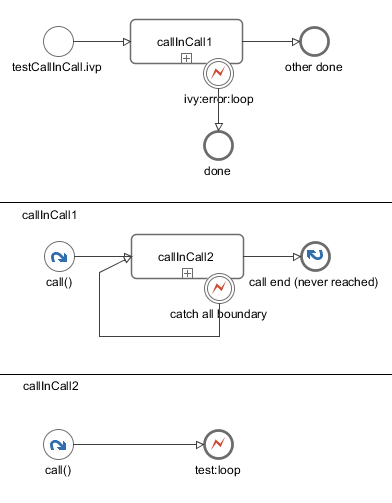 callInCall1
testCallInCall.ivp
other done
ivy:error:loop
done
callInCall1
callInCall2
call()
call end (never reached)
catch all boundary
callInCall2
call()
test:loop